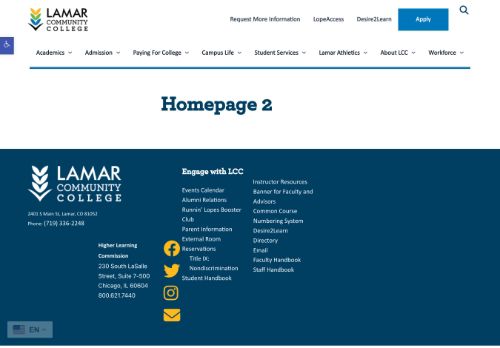 LAMAR
COMMUNITY
COLLEGE
Request More Information
LopeAccess
Desire2Learn
Apply
Academics
Admission
Paying For College
Campus Life
Student Services
Lamar Athletics
About LCC
Workforce
Homepage 2
LAMAR
COMMUNITY
COLLEGE
2401 S Main St, Lamar, CO 81052
Phone: (719) 336-2248
Higher Learning
Commission
230 South LaSalle
Street, Suite 7-500
Chicago, IL 60604
800.621.7440
Engage with LCC
Events Calendar
Alumni Relations
Runnin' Lopes Booster
Club
Parent Information
External Room
Reservations
Title IX:
Nondiscrimination
Student Handbook
Instructor Resources
Banner for Faculty and
Advisors
Common Course
Numbering System
Desire2Learn
Directory
Email
Faculty Handbook
Staff Handbook
EN